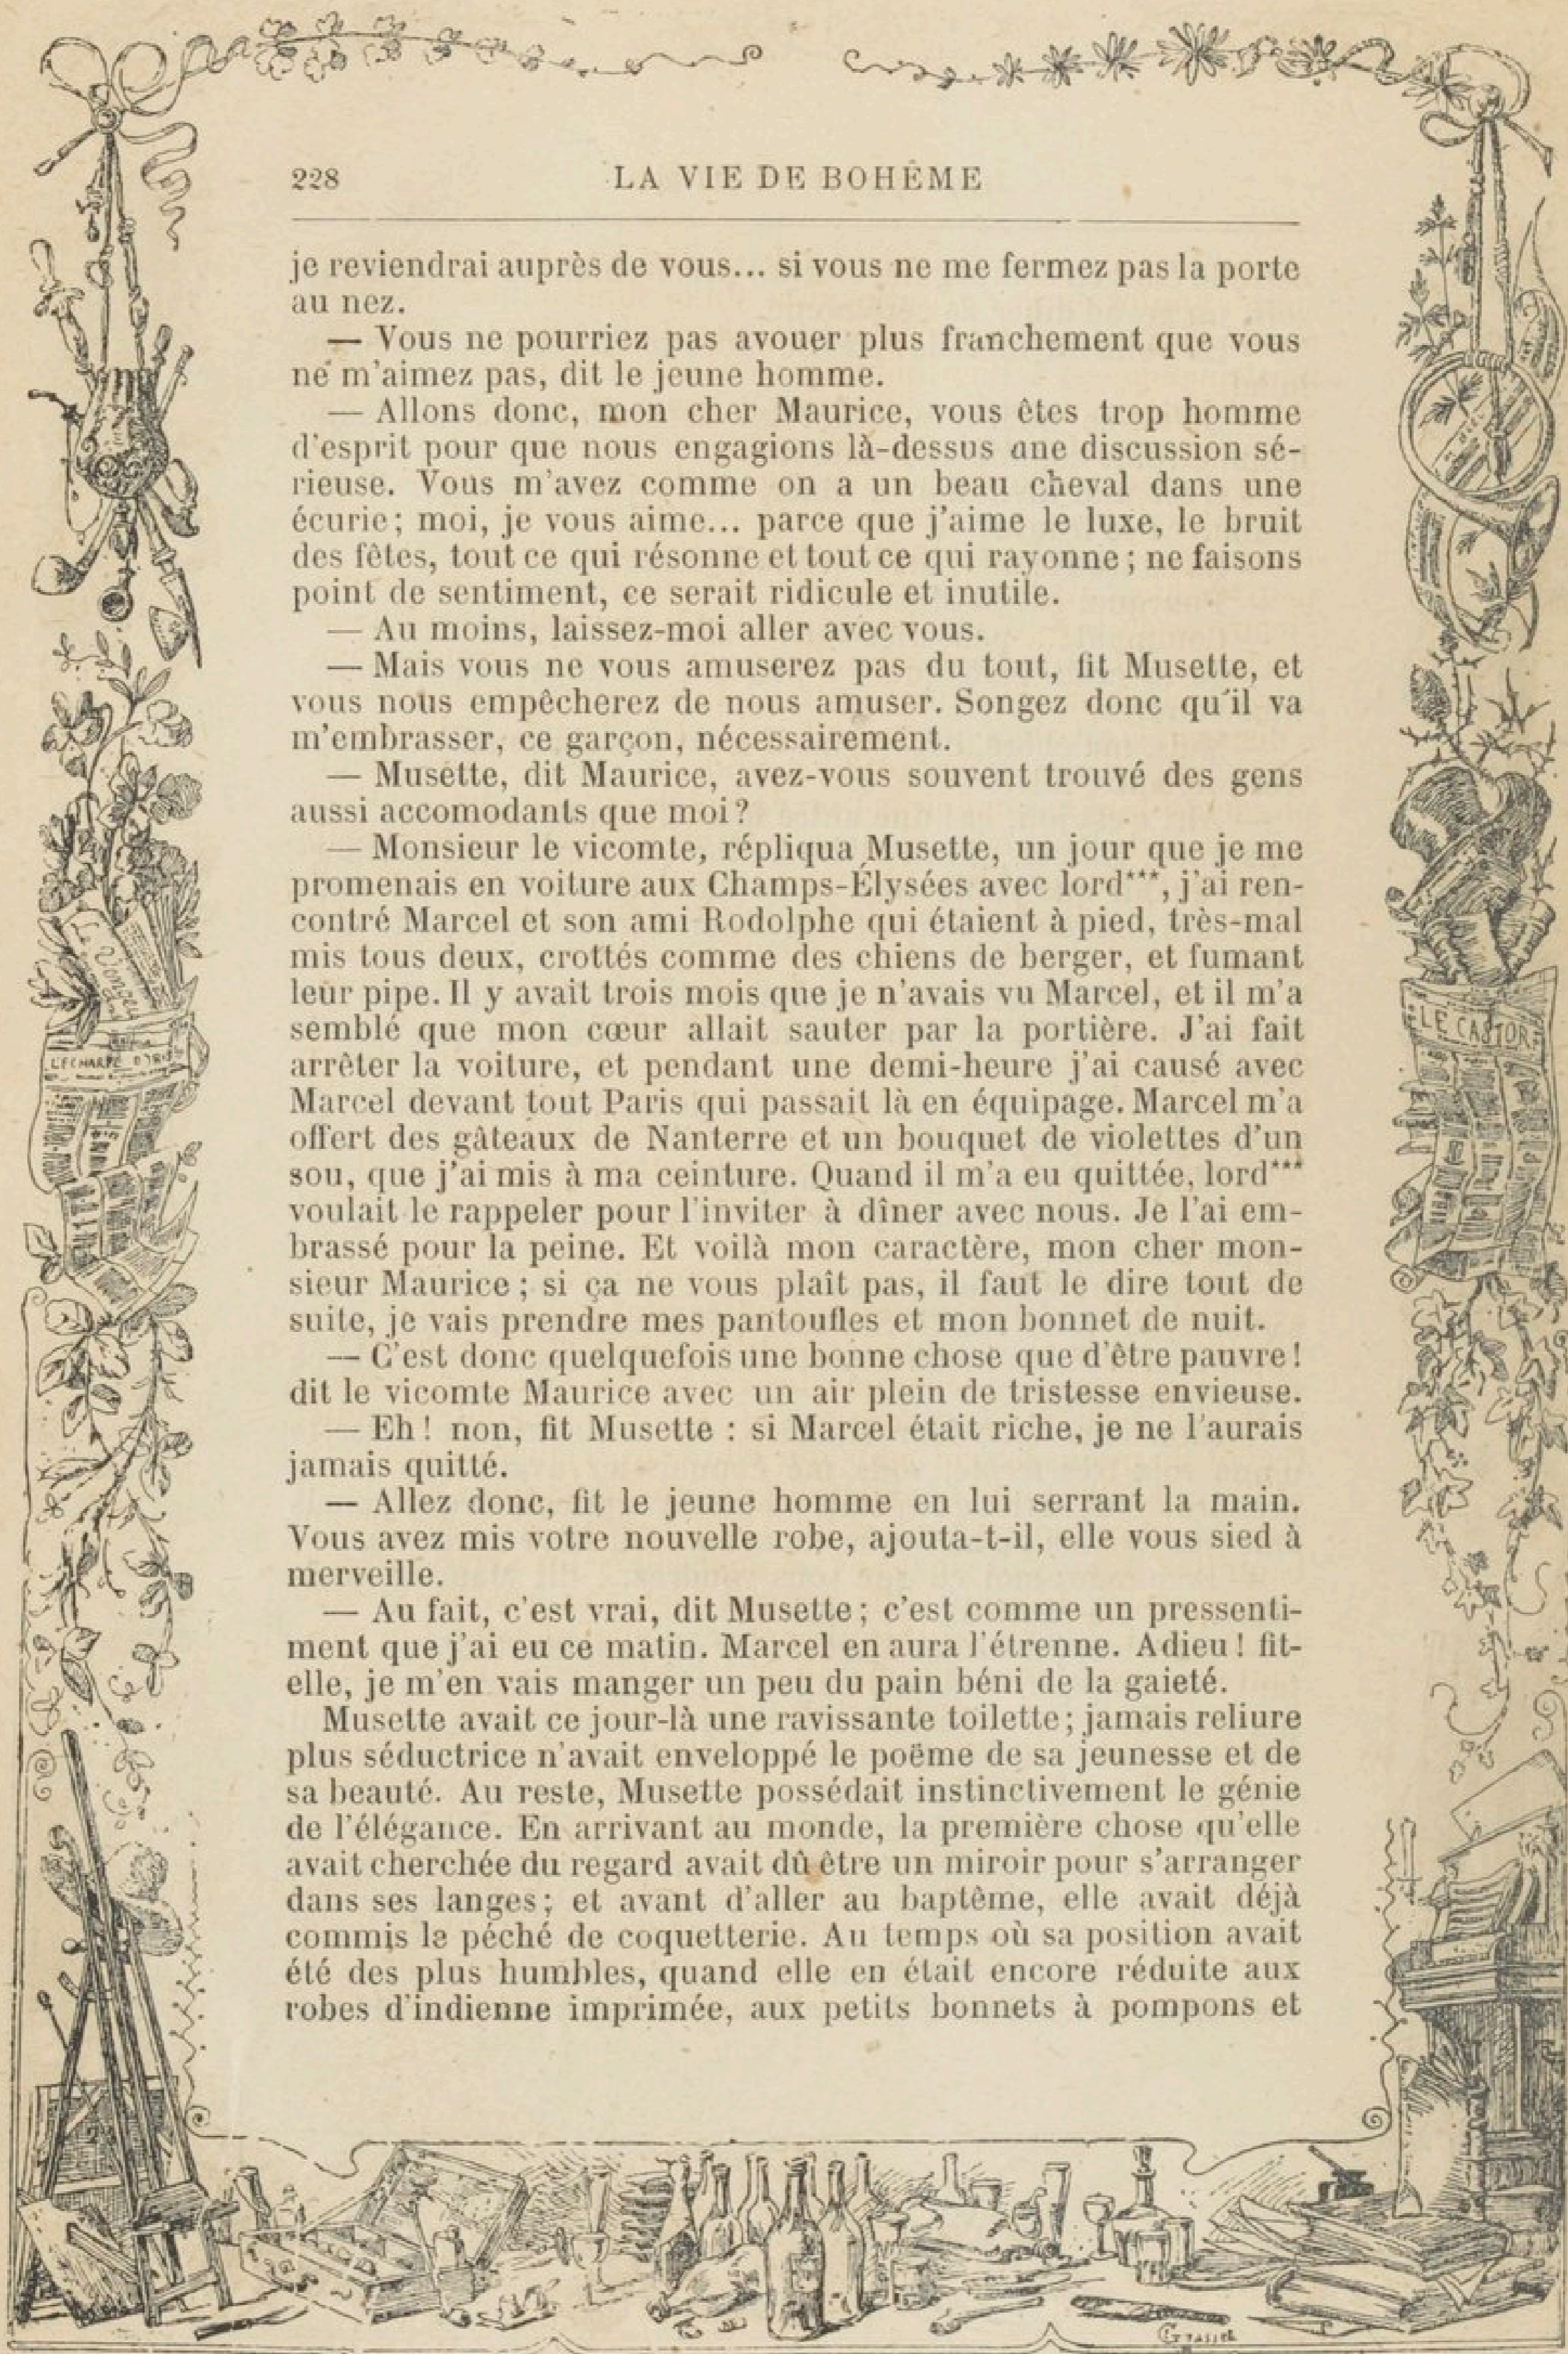 228
LA VIE DE BOHÊME
je reviendrai auprès de vous... si vous ne me fermez pas la porte
au nez.
— Vous ne pourriez pas avouer plus franchement que vous
ne m'aimez pas, dit le jeune homme.
— Allons donc, mon cher Maurice, vous êtes trop homme
d'esprit pour que nous engagions là-dessus une discussion sé-
rieuse. Vous m'avez comme on a un beau cheval dans une
écurie; moi, je vous aime... parce que j'aime le luxe, le bruit
des fêtes, tout ce qui résonne et tout ce qui rayonne; ne faisons
point de sentiment, ce serait ridicule et inutile.
— Au moins, laissez-moi aller avec vous.
— Mais vous ne vous amuserez pas du tout, fit Musette, et
vous nous empêcherez de nous amuser. Songez donc qu'il va
m'embrasser, ce garçon, nécessairement.
— Musette, dit Maurice, avez-vous souvent trouvé des gens
aussi accomodants que moi?
— Monsieur le vicomte, répliqua Musette, un jour que je me
promenais en voiture aux Champs-Élysées avec lord***, j'ai ren-
contré Marcel et son ami Rodolphe qui étaient à pied, très-mal
mis tous deux, crottés comme des chiens de berger, et fumant
leur pipe. Il y avait trois mois que je n'avais vu Marcel, et il m'a
semblé que mon cœur allait sauter par la portière. J'ai fait
arrêter la voiture, et pendant une demi-heure j'ai causé avec
Marcel devant tout Paris qui passait là en équipage. Marcel m'a
offert des gâteaux de Nanterre et un bouquet de violettes d'un
sou, que j'ai mis à ma ceinture. Quand il m'a eu quittée, lord***
voulait le rappeler pour l'inviter à dîner avec nous. Je l'ai em-
brassé pour la peine. Et voilà mon caractère, mon cher mon-
sieur Maurice; si ça ne vous plaît pas, il faut le dire tout de
suite, je vais prendre mes pantoufles et mon bonnet de nuit.
— C'est donc quelquefois une bonne chose que d'être pauvre!
dit le vicomte Maurice avec un air plein de tristesse envieuse.
— Eh! non, fit Musette : si Marcel était riche, je ne l'aurais
jamais quitté.
— Allez donc, fit le jeune homme en lui serrant la main.
Vous avez mis votre nouvelle robe, ajouta-t-il, elle vous sied à
merveille.
— Au fait, c'est vrai, dit Musette; c'est comme un pressenti-
ment que j'ai eu ce matin. Marcel en aura l'étrenne. Adieu! fit-
elle, je m'en vais manger un peu du pain béni de la gaieté.
Musette avait ce jour-là une ravissante toilette; jamais reliure
plus séductrice n'avait enveloppé le poëme de sa jeunesse et de
sa beauté. Au reste, Musette possédait instinctivement le génie
de l'élégance. En arrivant au monde, la première chose qu'elle
avait cherchée du regard avait dû être un miroir pour s'arranger
dans ses langes; et avant d'aller au baptême, elle avait déjà
commis le péché de coquetterie. Au temps où sa position avait
été des plus humbles, quand elle en était encore réduite aux
robes d'indienne imprimée, aux petits bonnets à pompons et
Le Vengeur
L'ECHARPE D'IRIS
LE CASTOR
Grasset